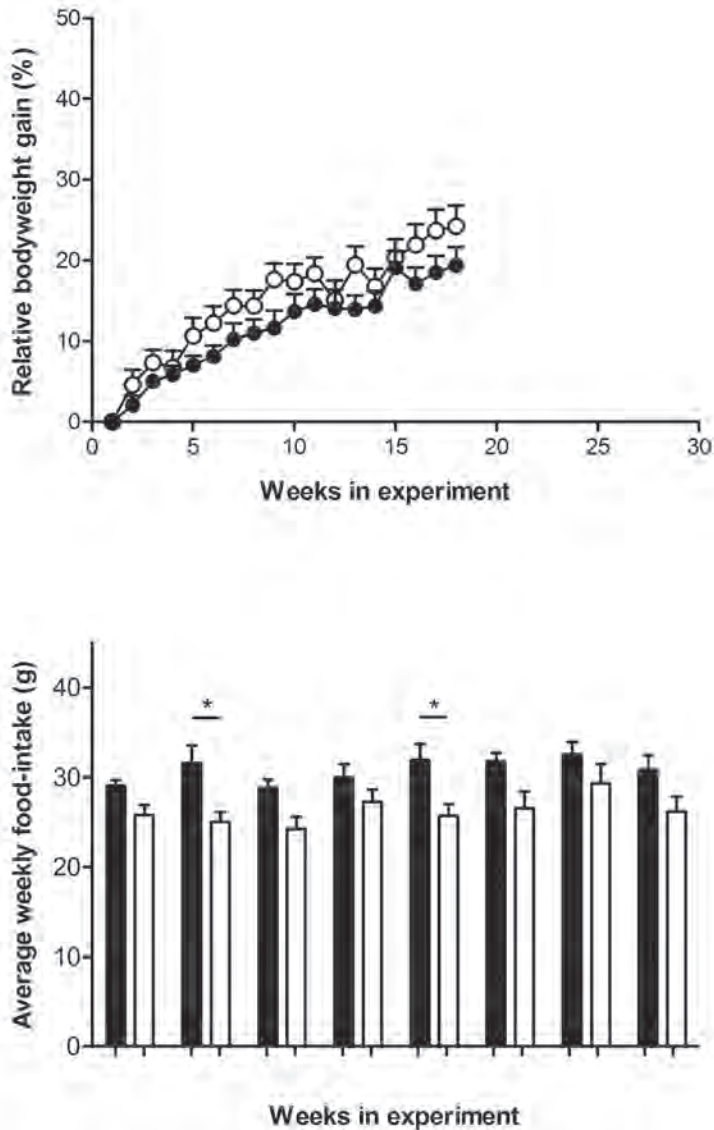 Relative bodyweight gain (%)
50
40
30
20
10
0
0 5 10 15 20 25 30
Weeks in experiment
Average weekly food-intake (g)
40
30
20
10
0
* *
Weeks in experiment